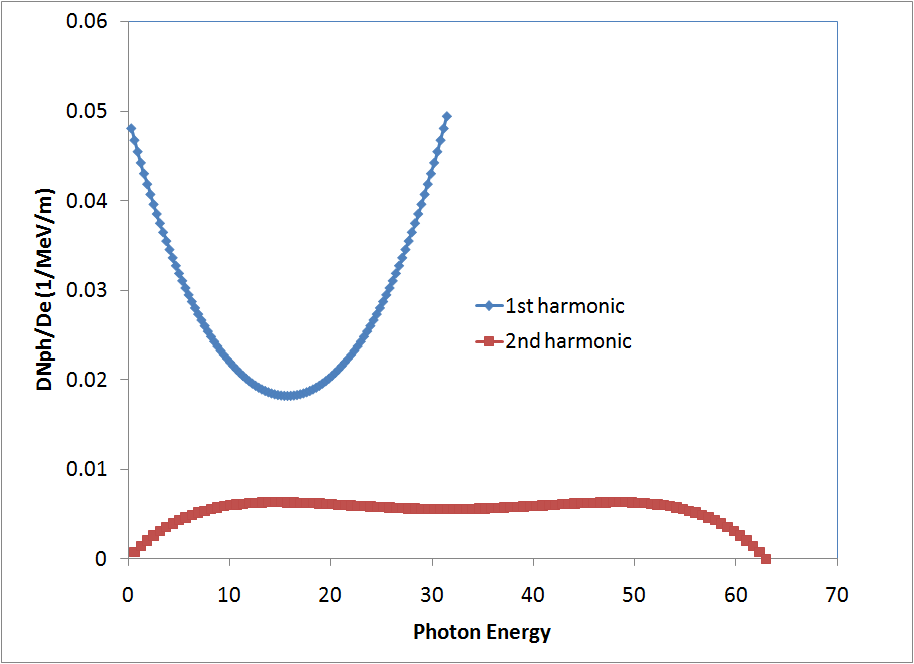 0.06
0.05
0.04
0.03
0.02
0.01
0
DNph/De (1/MeV/m)
1st harmonic
2nd harmonic
0 10 20 30 40 50 60 70
Photon Energy